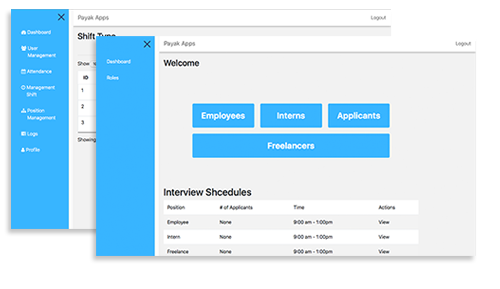 Payak Apps
Logout
Dashboard
User
Management
Attendance
Management
Shift
Position
Management
Logs
Profile
Shift Type
Show
ID
1
2
3
Showing
Payak Apps
Logout
Dashboard
Roles
Welcome
Employees
Interns
Applicants
Freelancers
Interview Shcedules
Position # of Applicants Time Actions
Employee None 9:00 am - 1:00pm View
Intern None 9:00 am - 1:00pm View
Freelance None 9:00 am - 1:00pm View